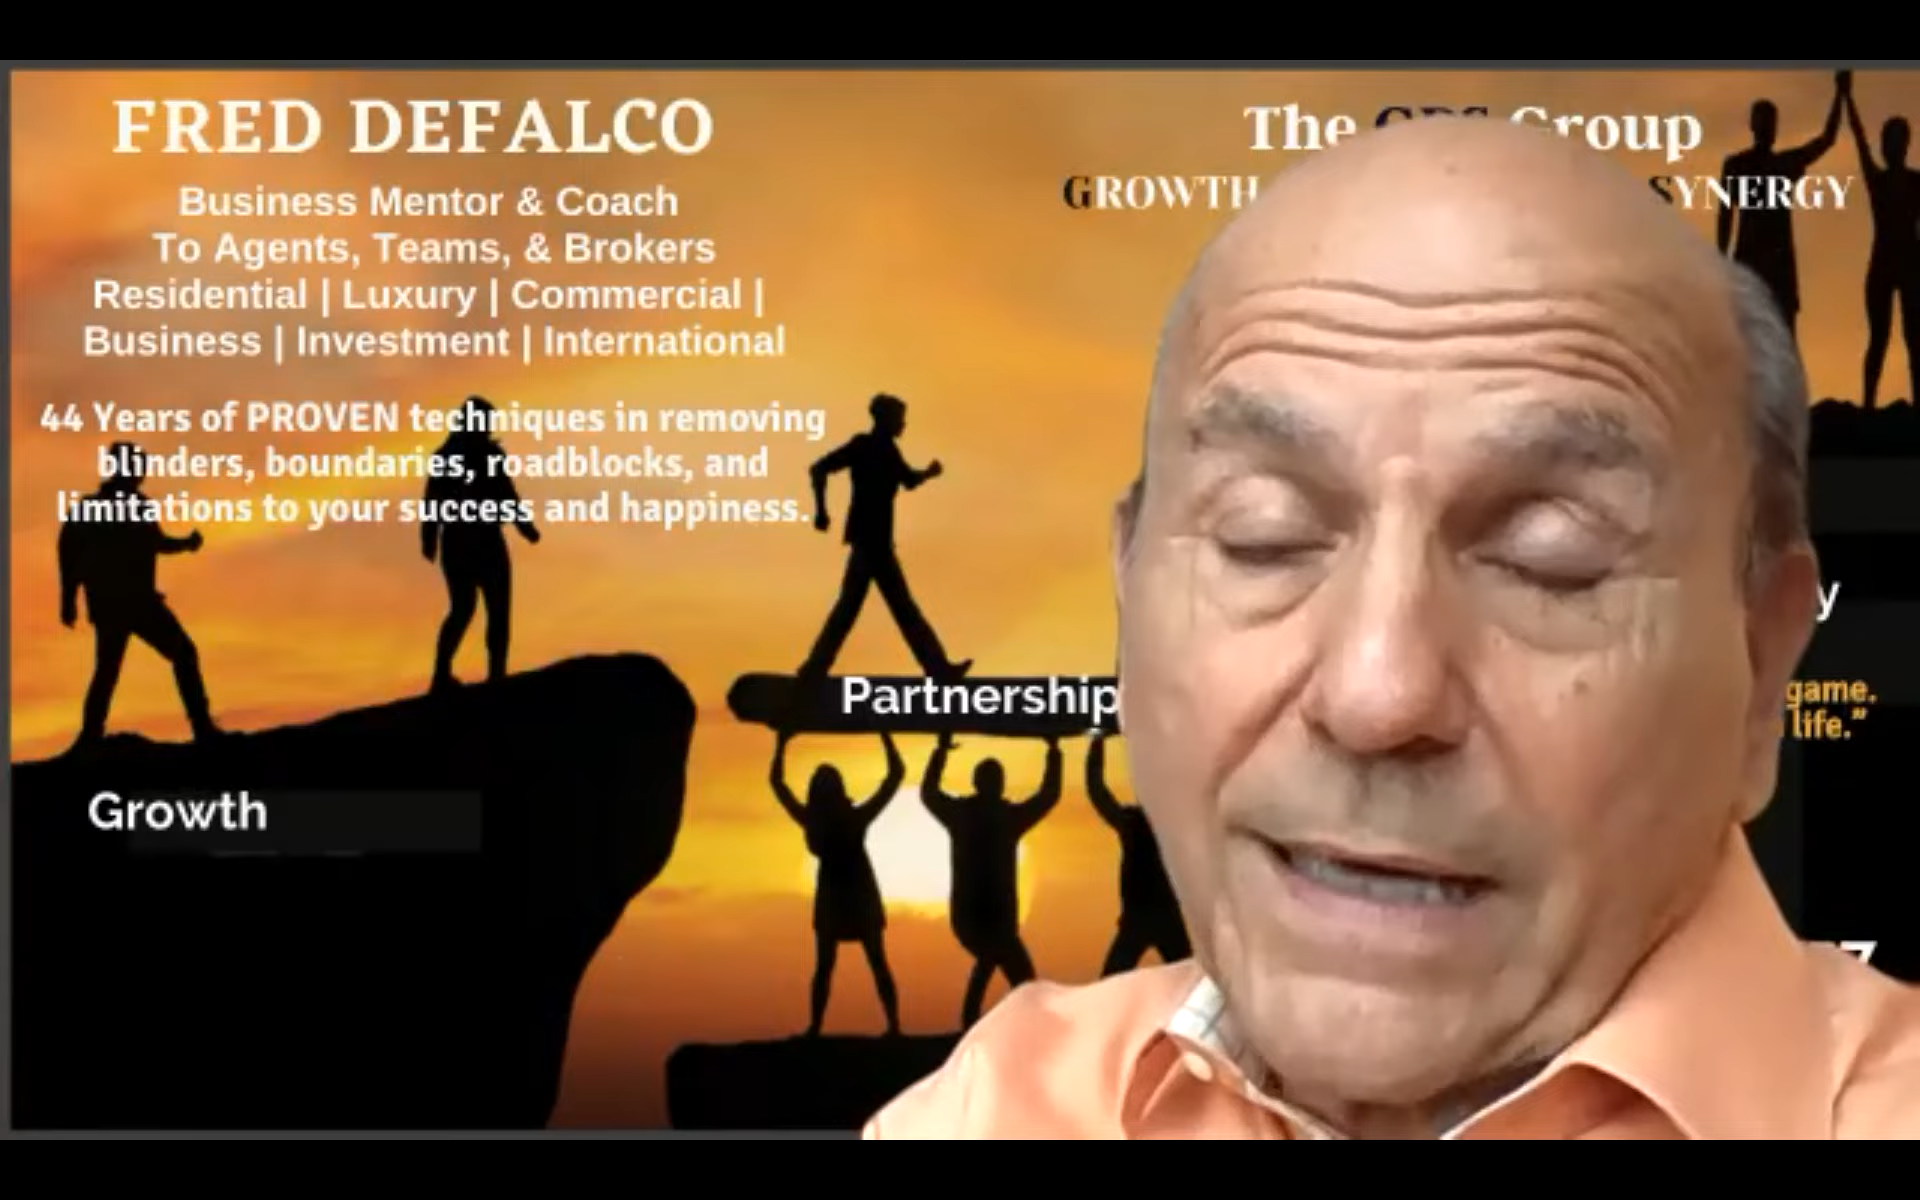 FRED DEFALCO
Business Mentor & Coach
To Agents, Teams, & Brokers
Residential | Luxury | Commercial |
Business | Investment | International
44 Years of PROVEN techniques in removing
blinders, boundaries, roadblocks, and
limitations to your success and happiness.
The GPS Group
GROWTH SYNERGY
Partnership
Growth
y
game.
life.”
7